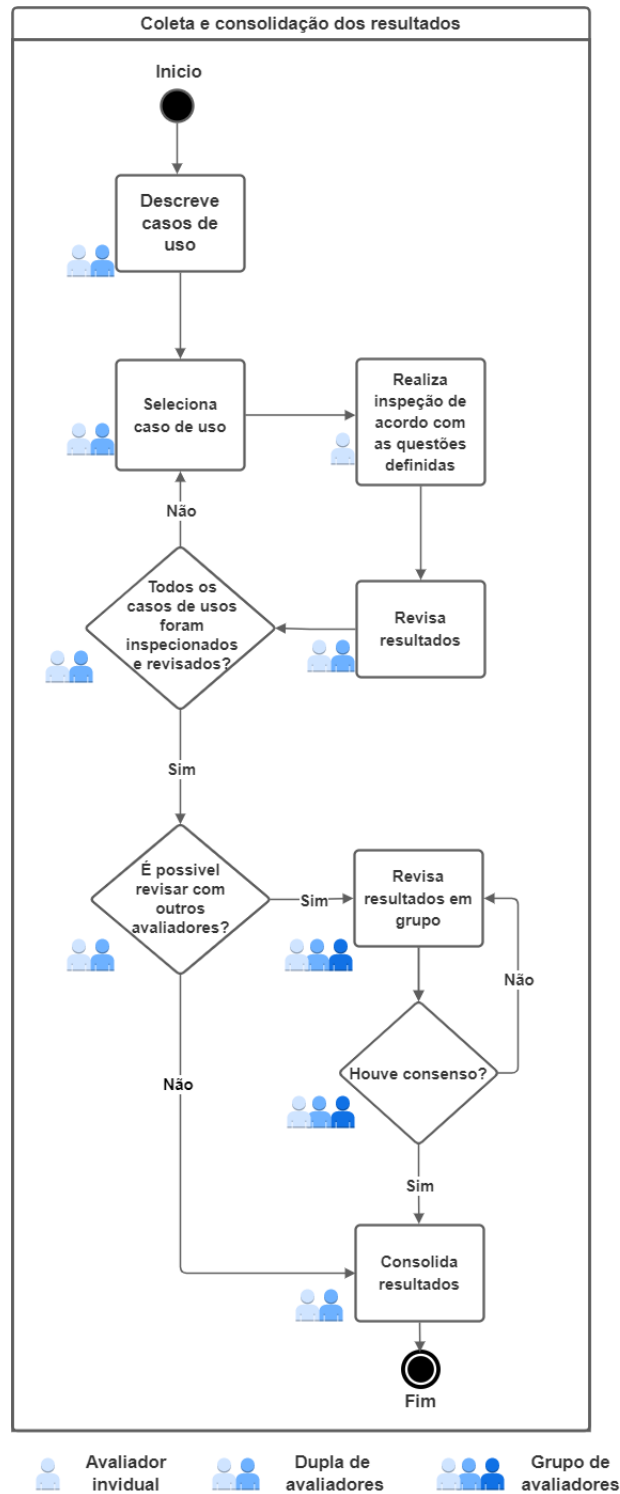 Coleta e consolidação dos resultados
Inicio
Descreve
casos de
uso
Seleciona
caso de uso
Realiza
inspeção de
acordo com
as questões
definidas
Não
Todos os
casos de usos
foram
inspecionados
e revisados?
Revisa
resultados
Sim
É possivel
revisar com
outros
avaliadores?
Sim
Revisa
resultados em
grupo
Não
Não
Houve consenso?
Sim
Consolida
resultados
Fim
Avaliador
invidual
Dupla de
avaliadores
Grupo de
avaliadores